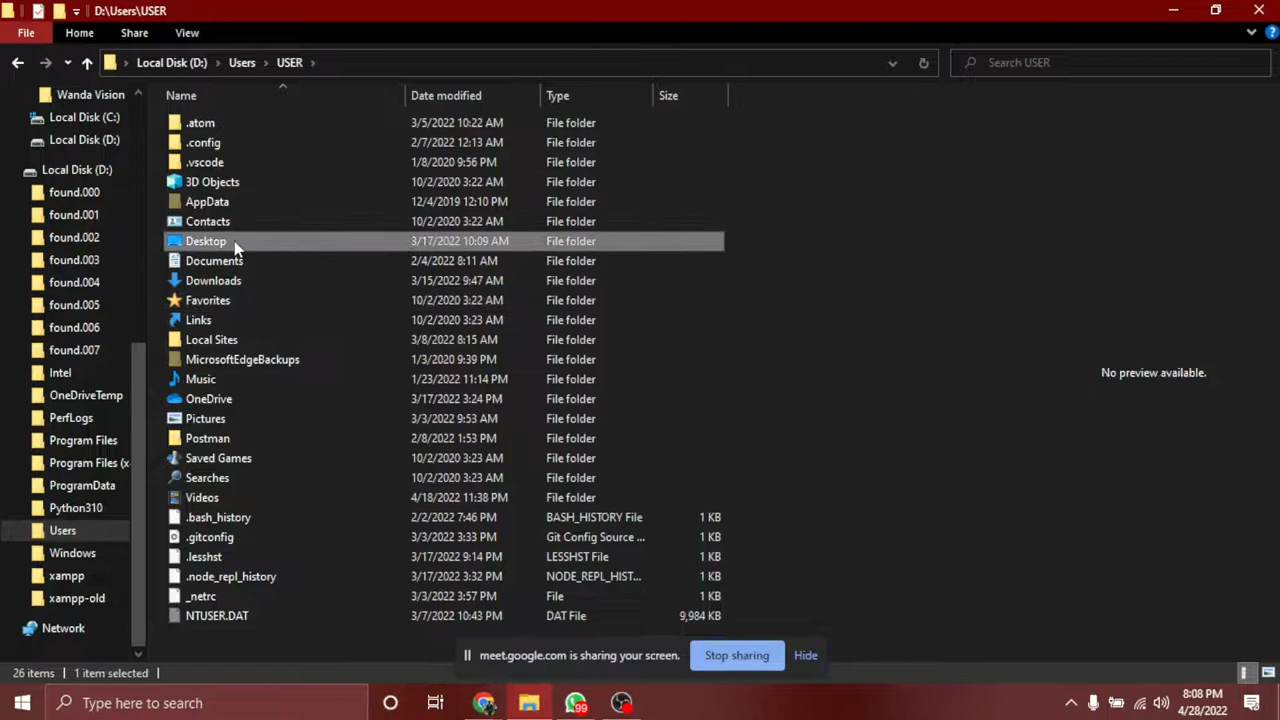 D:\Users\USER
File Home Share View
Local Disk (D:) Users USER Search USER
Wanda Vision
Local Disk (C:)
Local Disk (D:)
Local Disk (D:)
found.000
found.001
found.002
found.003
found.004
found.005
found.006
found.007
Intel
OneDriveTemp
PerfLogs
Program Files
Program Files (x
ProgramData
Python310
Users
Windows
xampp
xampp-old
Network
Name Date modified Type Size
.atom 3/5/2022 10:22 AM File folder
.config 2/7/2022 12:13 AM File folder
.vscode 1/8/2020 9:56 PM File folder
3D Objects 10/2/2020 3:22 AM File folder
AppData 12/4/2019 12:10 PM File folder
Contacts 10/2/2020 3:22 AM File folder
Desktop 3/17/2022 10:09 AM File folder
Documents 2/4/2022 8:11 AM File folder
Downloads 3/15/2022 9:47 AM File folder
Favorites 10/2/2020 3:22 AM File folder
Links 10/2/2020 3:23 AM File folder
Local Sites 3/8/2022 8:15 AM File folder
MicrosoftEdgeBackups 1/3/2020 9:39 PM File folder
Music 1/23/2022 11:14 PM File folder
OneDrive 3/17/2022 3:24 PM File folder
Pictures 3/3/2022 9:53 AM File folder
Postman 2/8/2022 1:53 PM File folder
Saved Games 10/2/2020 3:23 AM File folder
Searches 10/2/2020 3:23 AM File folder
Videos 4/18/2022 11:38 PM File folder
.bash_history 2/2/2022 7:46 PM BASH_HISTORY File 1 KB
.gitconfig 3/3/2022 3:33 PM Git Config Source ... 1 KB
.lesshst 3/17/2022 9:14 PM LESSHST File 1 KB
.node_repl_history 3/17/2022 3:32 PM NODE_REPL_HIST... 1 KB
_netrc 3/3/2022 3:57 PM File 1 KB
NTUSER.DAT 3/7/2022 10:43 PM DAT File 9,984 KB
No preview available.
meet.google.com is sharing your screen. Stop sharing Hide
26 items 1 item selected
Type here to search
99
8:08 PM
4/28/2022